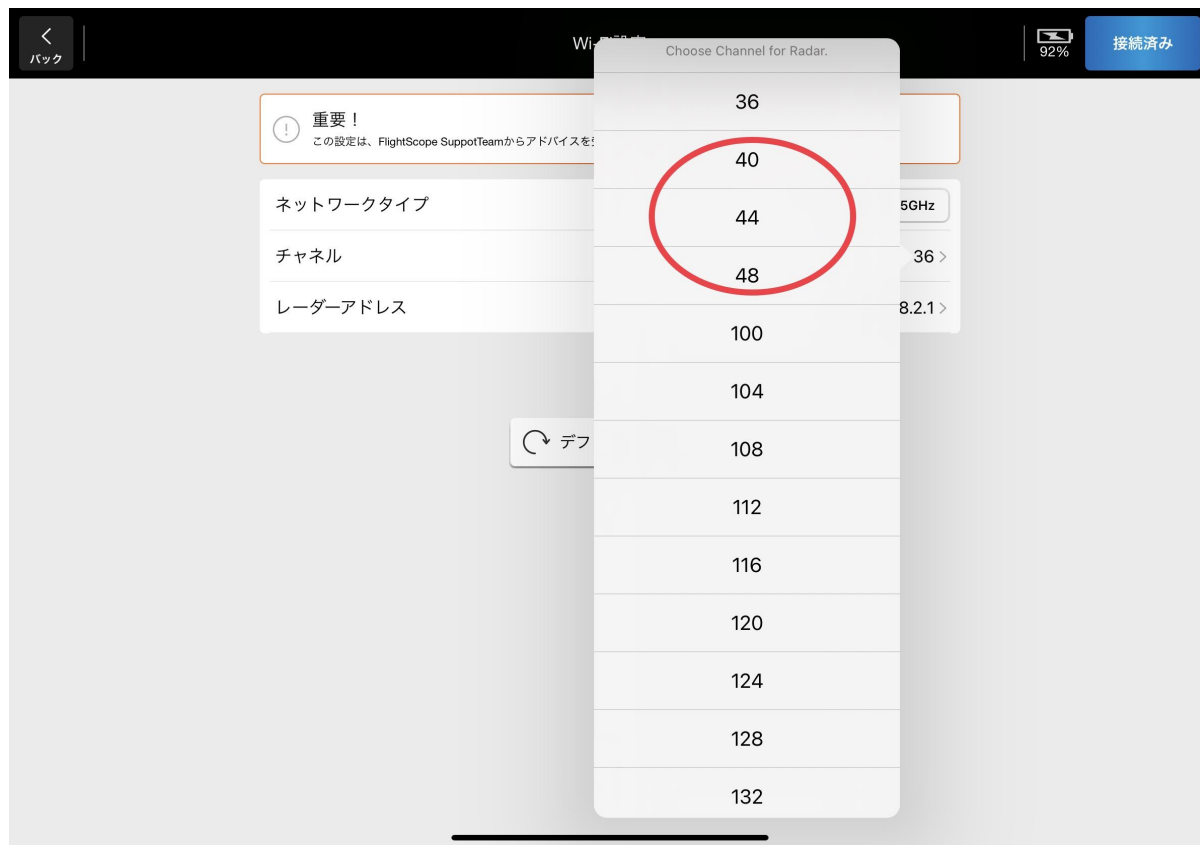 バック
Wi-
92%
接続済み
重要！
この設定は、FlightScope SuppotTeamからアドバイスを
ネットワークタイプ
5GHz
チャネル
36
レーダーアドレス
8.2.1
デフ
Choose Channel for Radar.
36
40
44
48
100
104
108
112
116
120
124
128
132